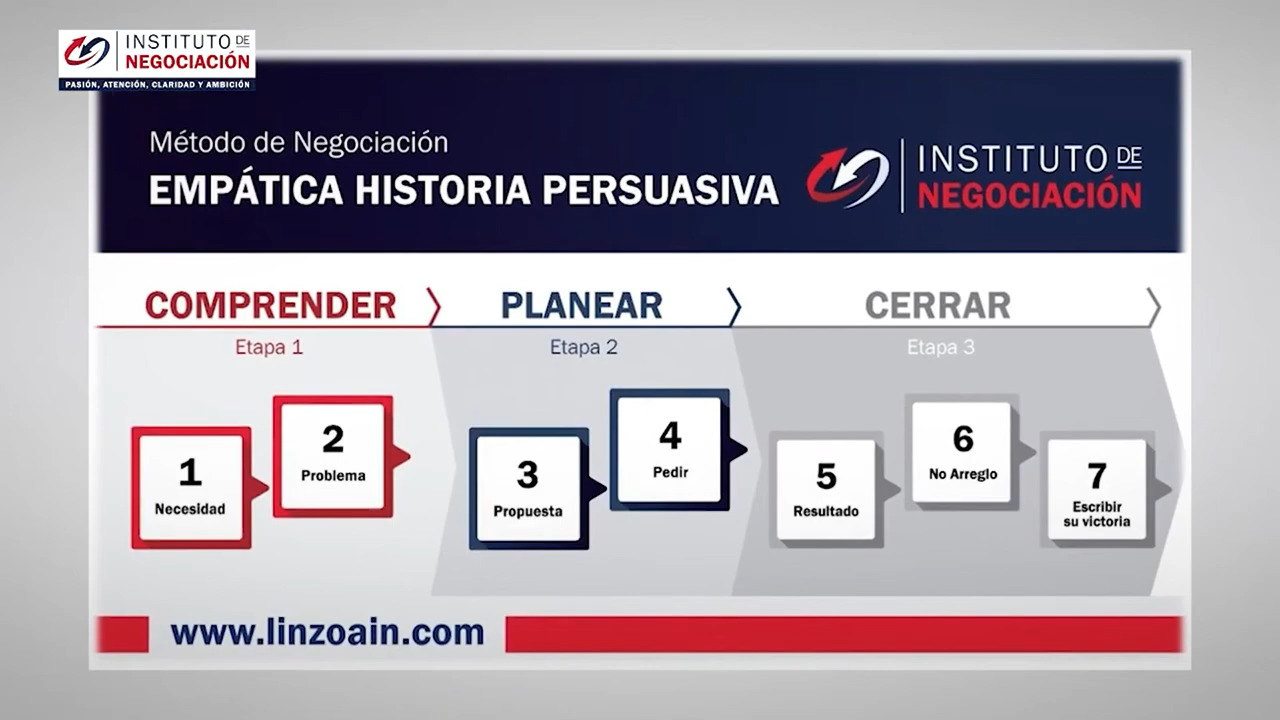 INSTITUTO DE
NEGOCIACIÓN
PASIÓN, ATENCIÓN, CLARIDAD Y AMBICIÓN
Método de Negociación
EMPÁTICA HISTORIA PERSUASIVA
INSTITUTO DE
NEGOCIACIÓN
COMPRENDER
Etapa 1
1
Necesidad
2
Problema
PLANEAR
Etapa 2
3
Propuesta
4
Pedir
CERRAR
Etapa 3
5
Resultado
6
No Arreglo
7
Escribir
su victoria
www.linzoain.com